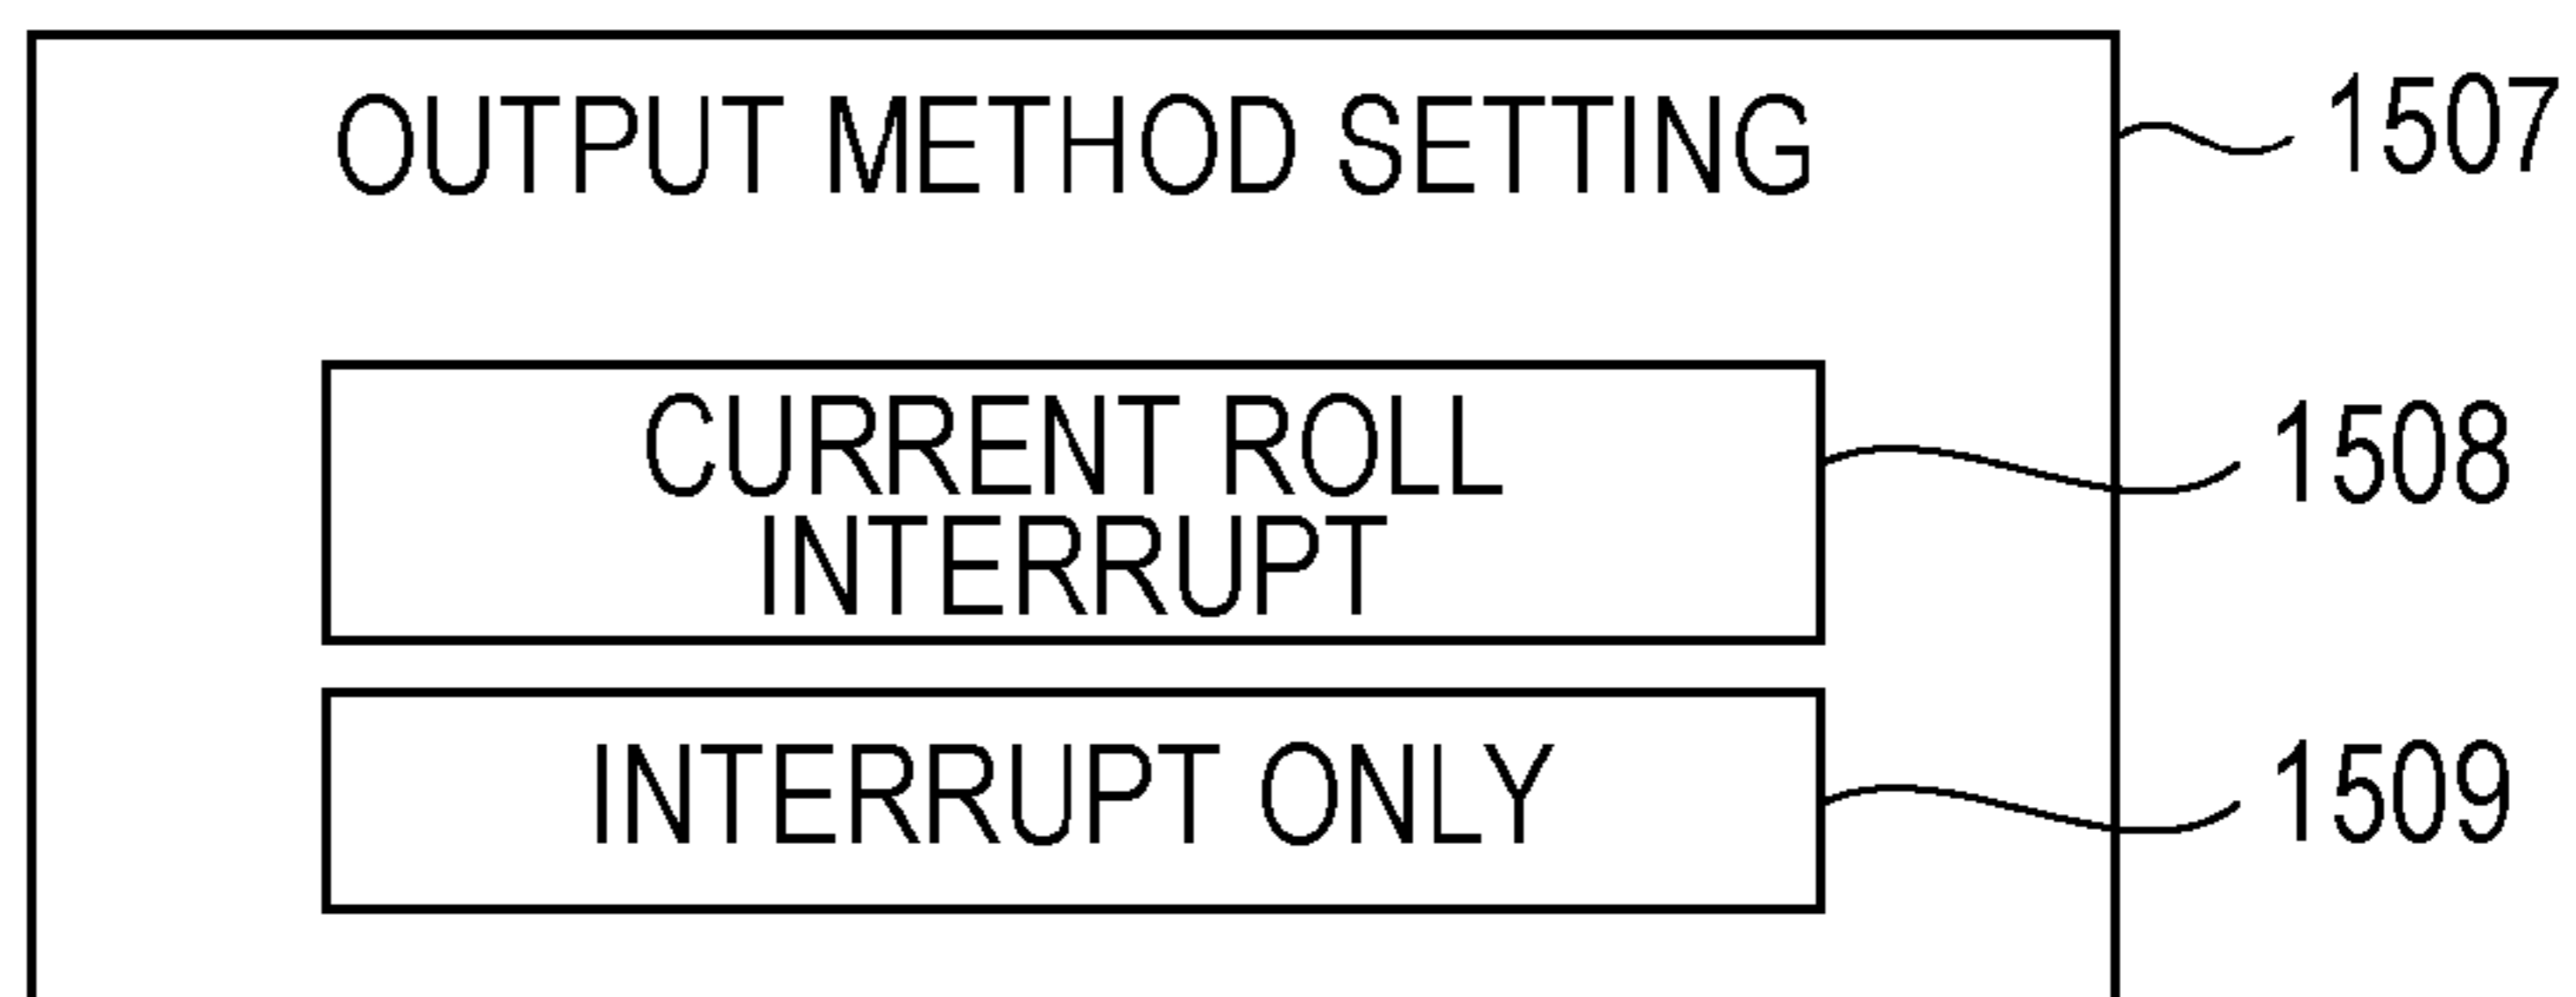 OUTPUT METHOD SETTING
1507
CURRENT ROLL
INTERRUPT
1508
INTERRUPT ONLY
1509